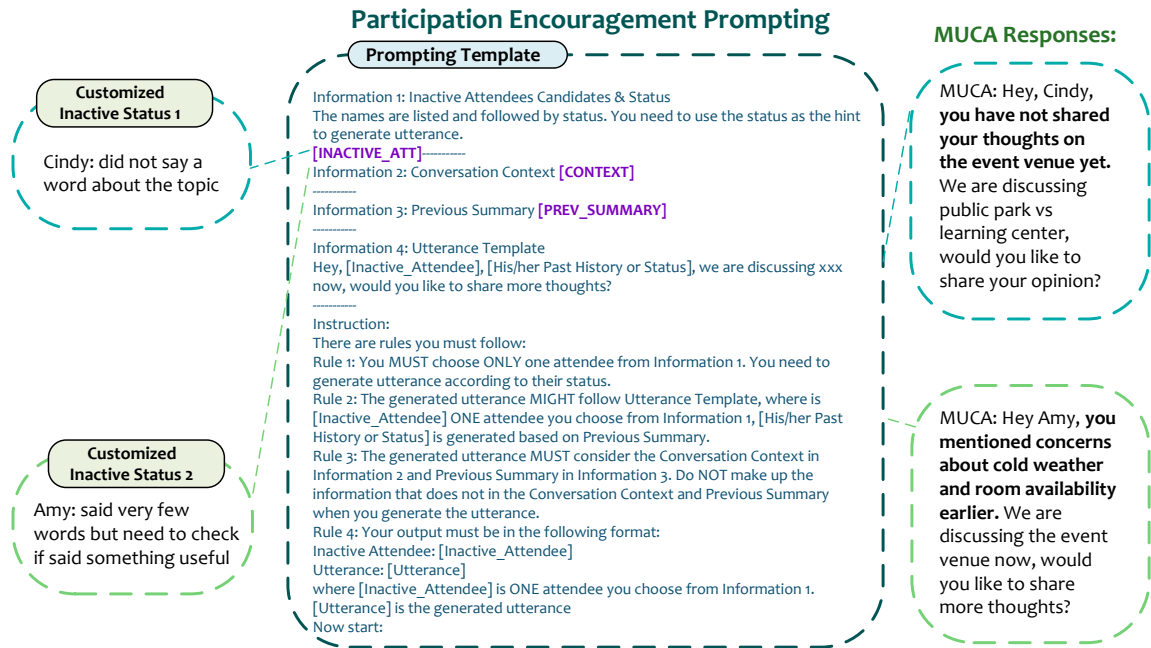 Participation Encouragement Prompting
Prompting Template
Information 1: Inactive Attendees Candidates & Status
The names are listed and followed by status. You need to use the status as the hint
to generate utterance.
[INACTIVE_ATT]-----------
Information 2: Conversation Context [CONTEXT]
-----------
Information 3: Previous Summary [PREV_SUMMARY]
-----------
Information 4: Utterance Template
Hey, [Inactive_Attendee], [His/her Past History or Status], we are discussing xxx
now, would you like to share more thoughts?
-----------
Instruction:
There are rules you must follow:
Rule 1: You MUST choose ONLY one attendee from Information 1. You need to
generate utterance according to their status.
Rule 2: The generated utterance MIGHT follow Utterance Template, where is
[Inactive_Attendee] ONE attendee you choose from Information 1, [His/her Past
History or Status] is generated based on Previous Summary.
Rule 3: The generated utterance MUST consider the Conversation Context in
Information 2 and Previous Summary in Information 3. Do NOT make up the
information that does not in the Conversation Context and Previous Summary
when you generate the utterance.
Rule 4: Your output must be in the following format:
Inactive Attendee: [Inactive_Attendee]
Utterance: [Utterance]
where [Inactive_Attendee] is ONE attendee you choose from Information 1.
[Utterance] is the generated utterance
Now start:
Customized
Inactive Status 1
Cindy: did not say a
word about the topic
Customized
Inactive Status 2
Amy: said very few
words but need to check
if said something useful
MUCA Responses:
MUCA: Hey, Cindy,
you have not shared
your thoughts on
the event venue yet.
We are discussing
public park vs
learning center,
would you like to
share your opinion?
MUCA: Hey Amy, you
mentioned concerns
about cold weather
and room availability
earlier. We are
discussing the event
venue now, would
you like to share
more thoughts?